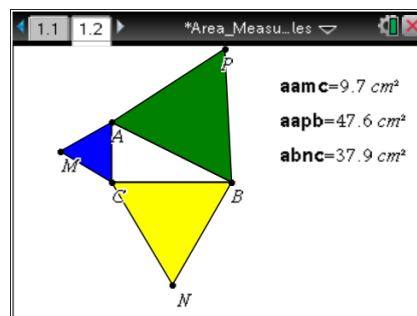 1.1 1.2 *Area_Measu...les
P
aamc=9.7 cm²
aapb=47.6 cm²
abnc=37.9 cm²
A
M
C
B
N